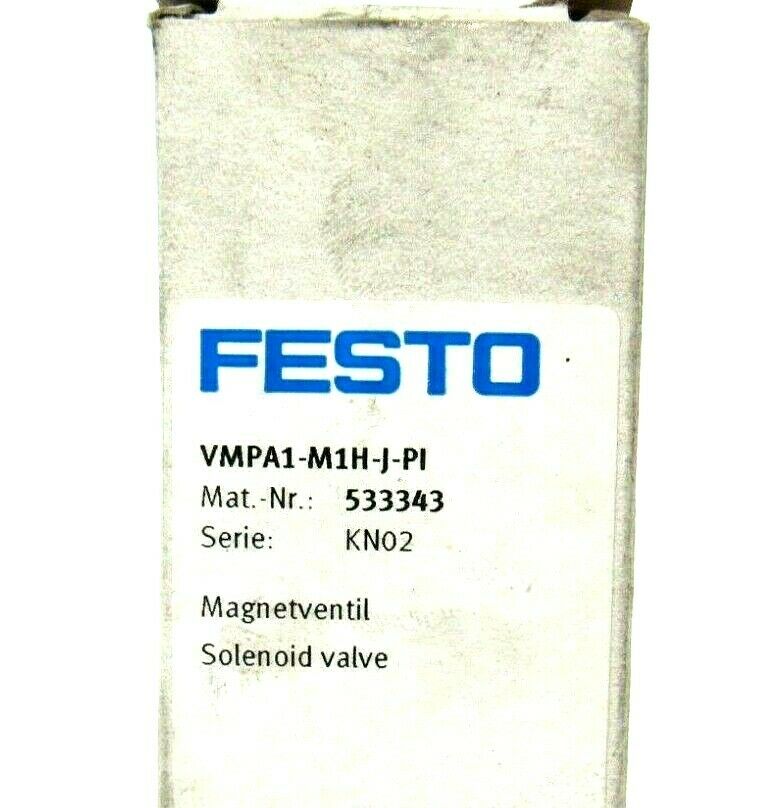 FESTO
VMPA1-M1H-J-PI
Mat.-Nr.: 533343
Serie: KN02
Magnetventil
Solenoid valve